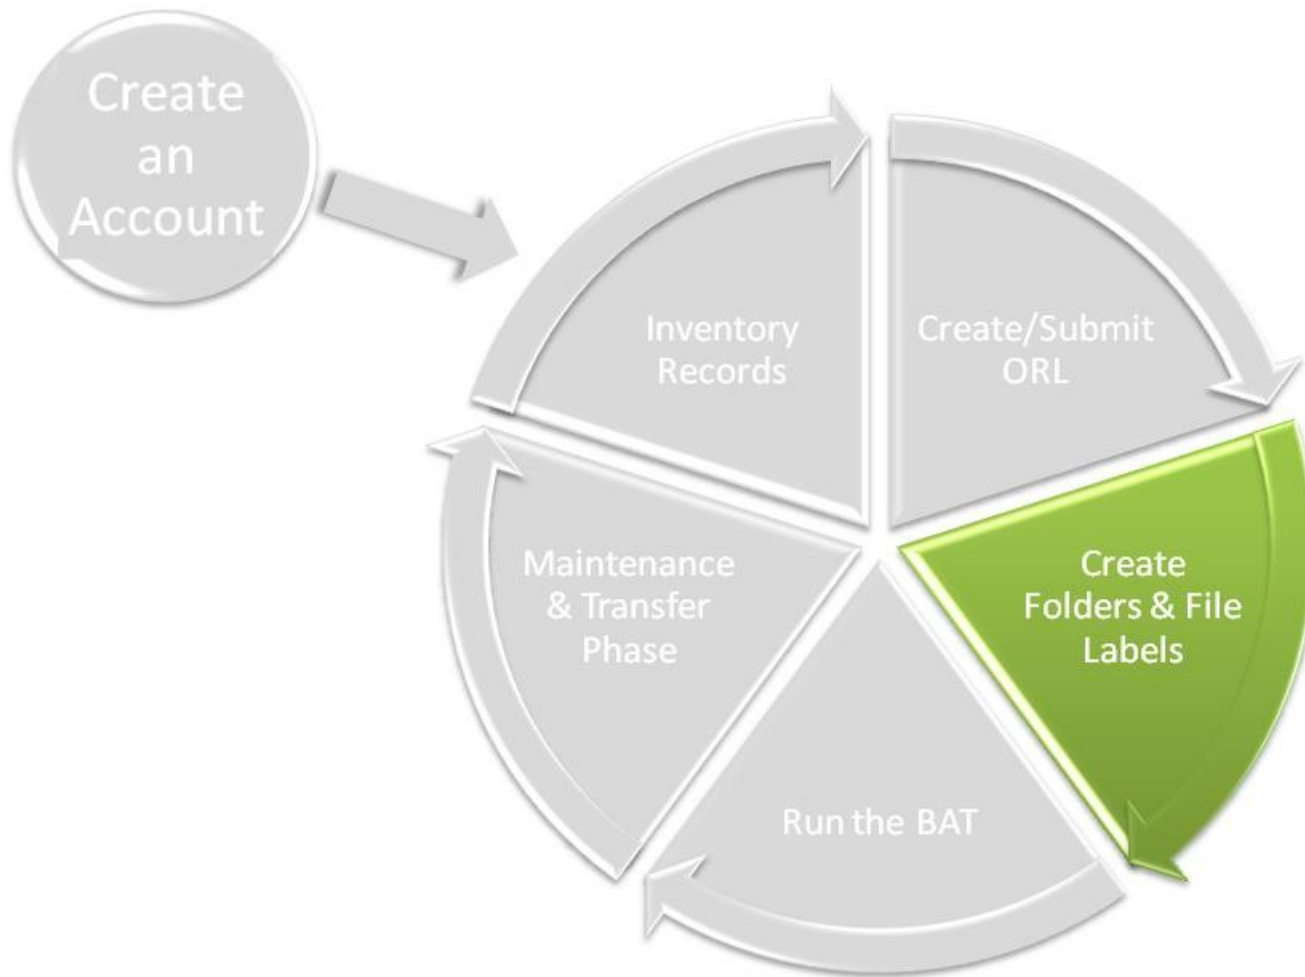 Create
an
Account
Inventory
Records
Create/Submit
ORL
Create
Folders & File
Labels
Run the BAT
Maintenance
& Transfer
Phase